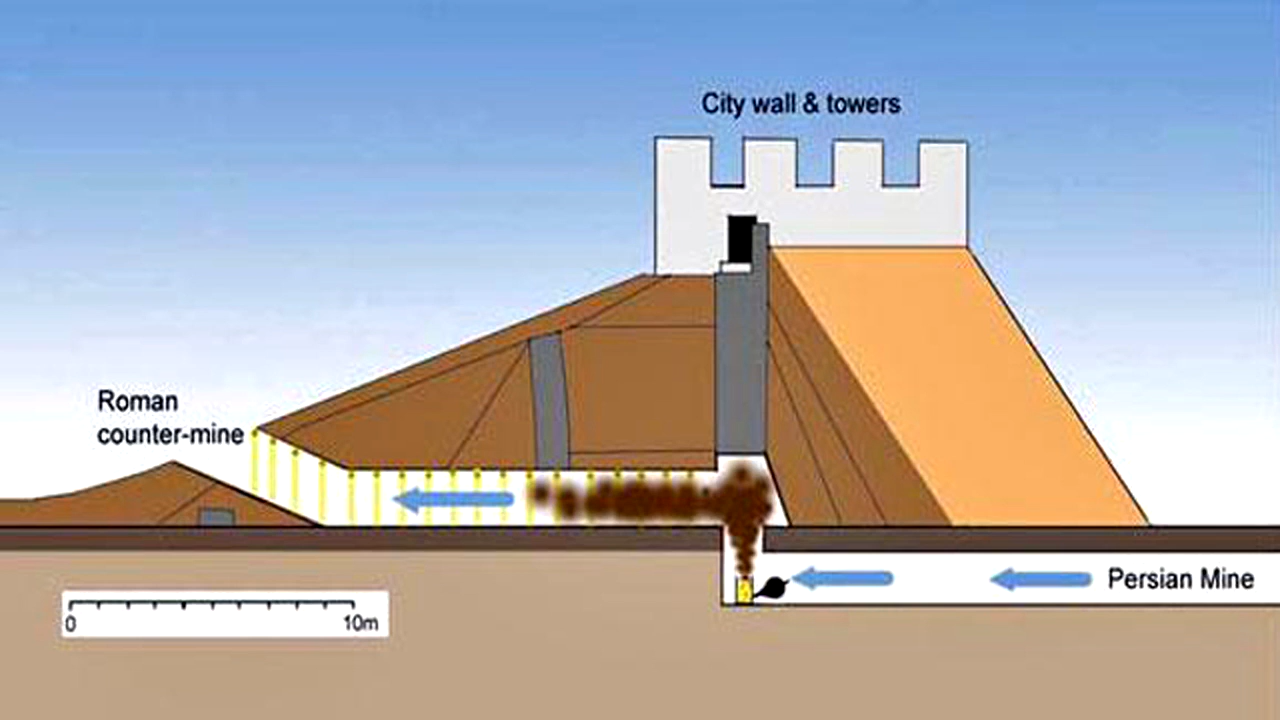 City wall & towers
Roman
counter-mine
Persian Mine
0 10m